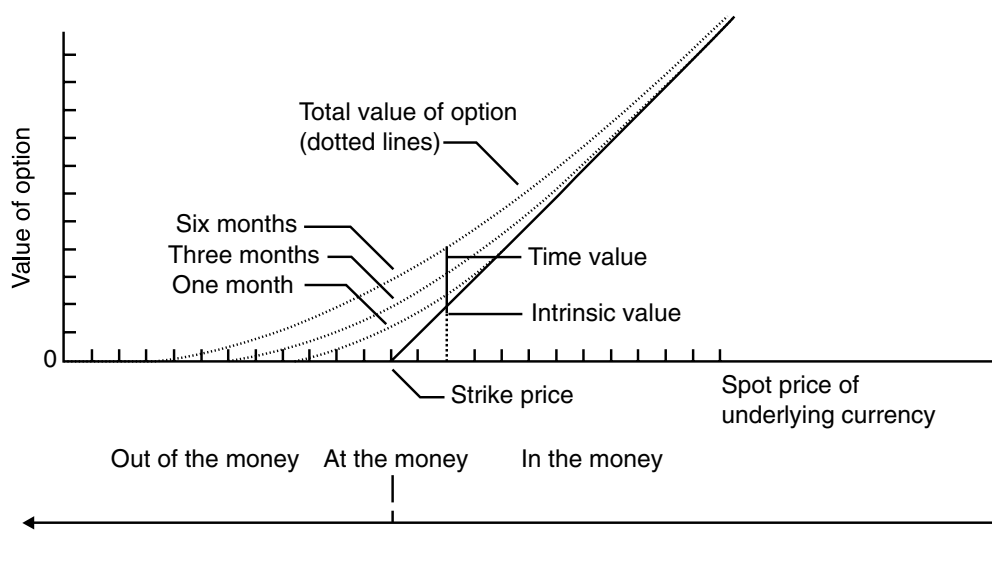 Total value of option
(dotted lines)
Value of option
Six months
Three months
One month
Time value
Intrinsic value
0
Strike price
Spot price of
underlying currency
Out of the money
At the money
In the money